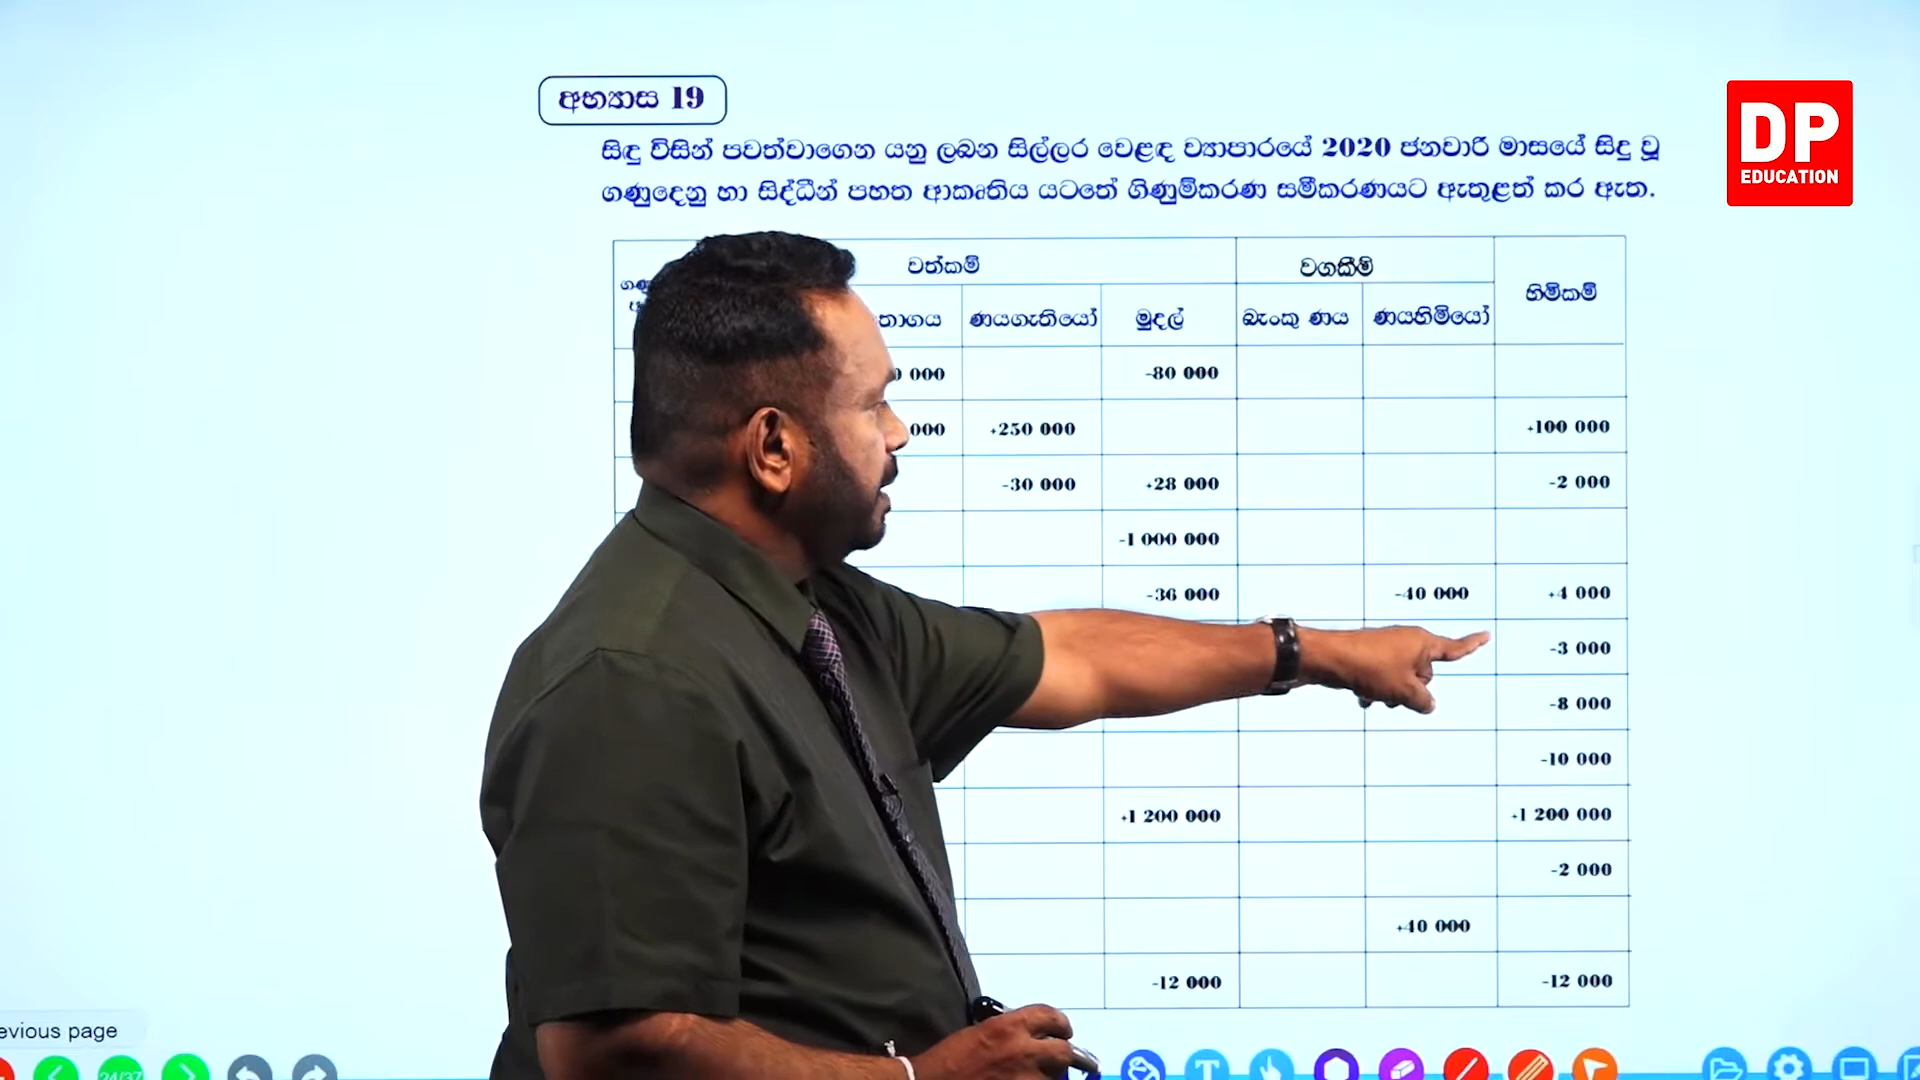 අභ්‍යාස 19
DP
EDUCATION
සිඳු විසින් පවත්වාගෙන යනු ලබන සිල්ලර වෙළඳ ව්‍යාපාරයේ 2020 ජනවාරි මාසයේ සිදු වූ
ගණුදෙනු හා සිද්ධීන් පහත ආකෘතිය යටතේ ගිණුම්කරණ සමීකරණයට ඇතුළත් කර ඇත.
වත්කම් වගකීම් හිමිකම්
ණයගැතියෝ මුදල් බැංකු ණය ණයහිමියෝ
-80 000
+250 000 +100 000
-30 000 +28 000 -2 000
-1 000 000
-36 000 -40 000 +4 000
-3 000
-8 000
-10 000
+1 200 000 +1 200 000
-2 000
+40 000
-12 000 -12 000
page
24/37